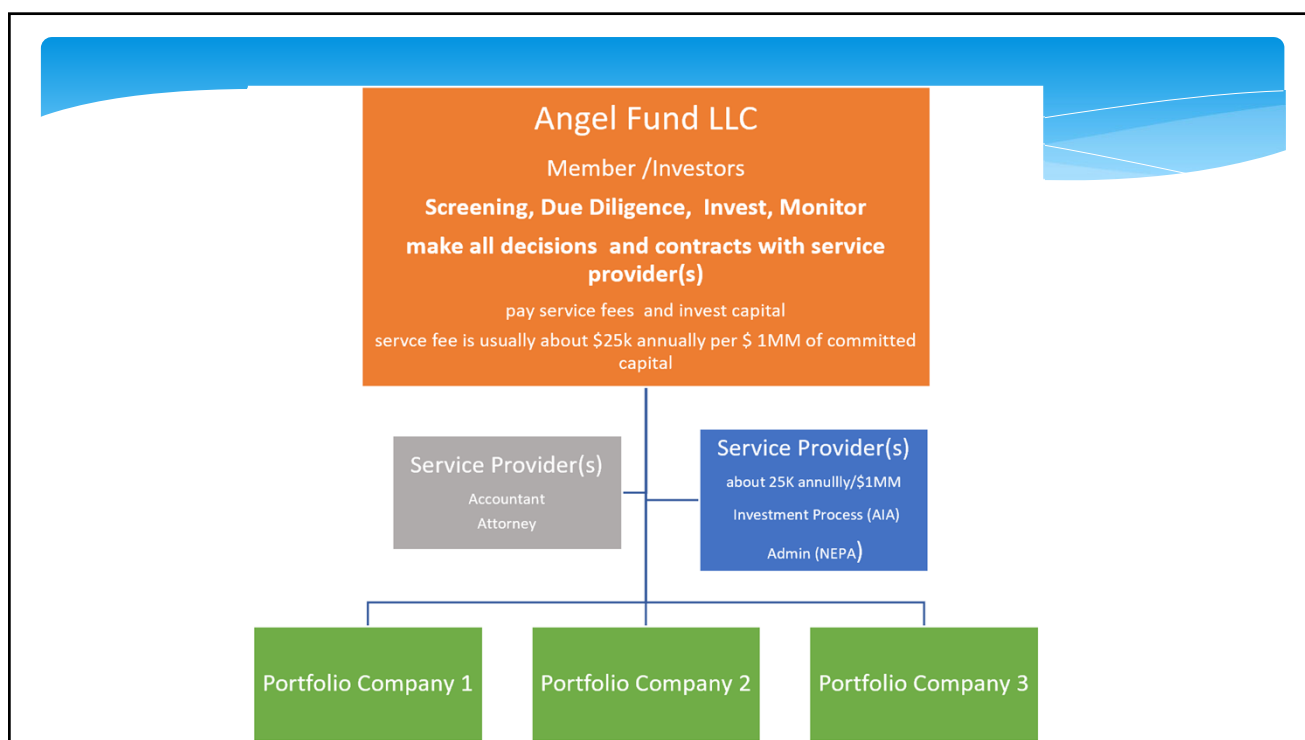 Angel Fund LLC
Member /Investors
Screening, Due Diligence,  Invest, Monitor
make all decisions  and contracts with service
provider(s)
pay service fees  and invest capital
servce fee is usually about $25k annually per $ 1MM of committed
capital
Service Provider(s)
Accountant
Attorney
Service Provider(s)
about 25K annullly/$1MM
Investment Process (AIA)
Admin (NEPA)
Portfolio Company 1
Portfolio Company 2
Portfolio Company 3